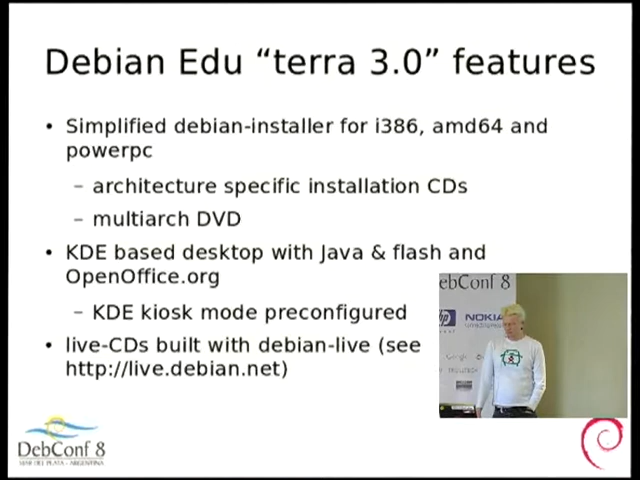 Debian Edu “terra 3.0” features
• Simplified debian-installer for i386, amd64 and
powerpc
– architecture specific installation CDs
– multiarch DVD
• KDE based desktop with Java & flash and
OpenOffice.org
– KDE kiosk mode preconfigured
• live-CDs built with debian-live (see
http://live.debian.net)
ebConf 8
hp
NOKIA
DebConf 8
MAR DEL PLATA - ARGENTINA